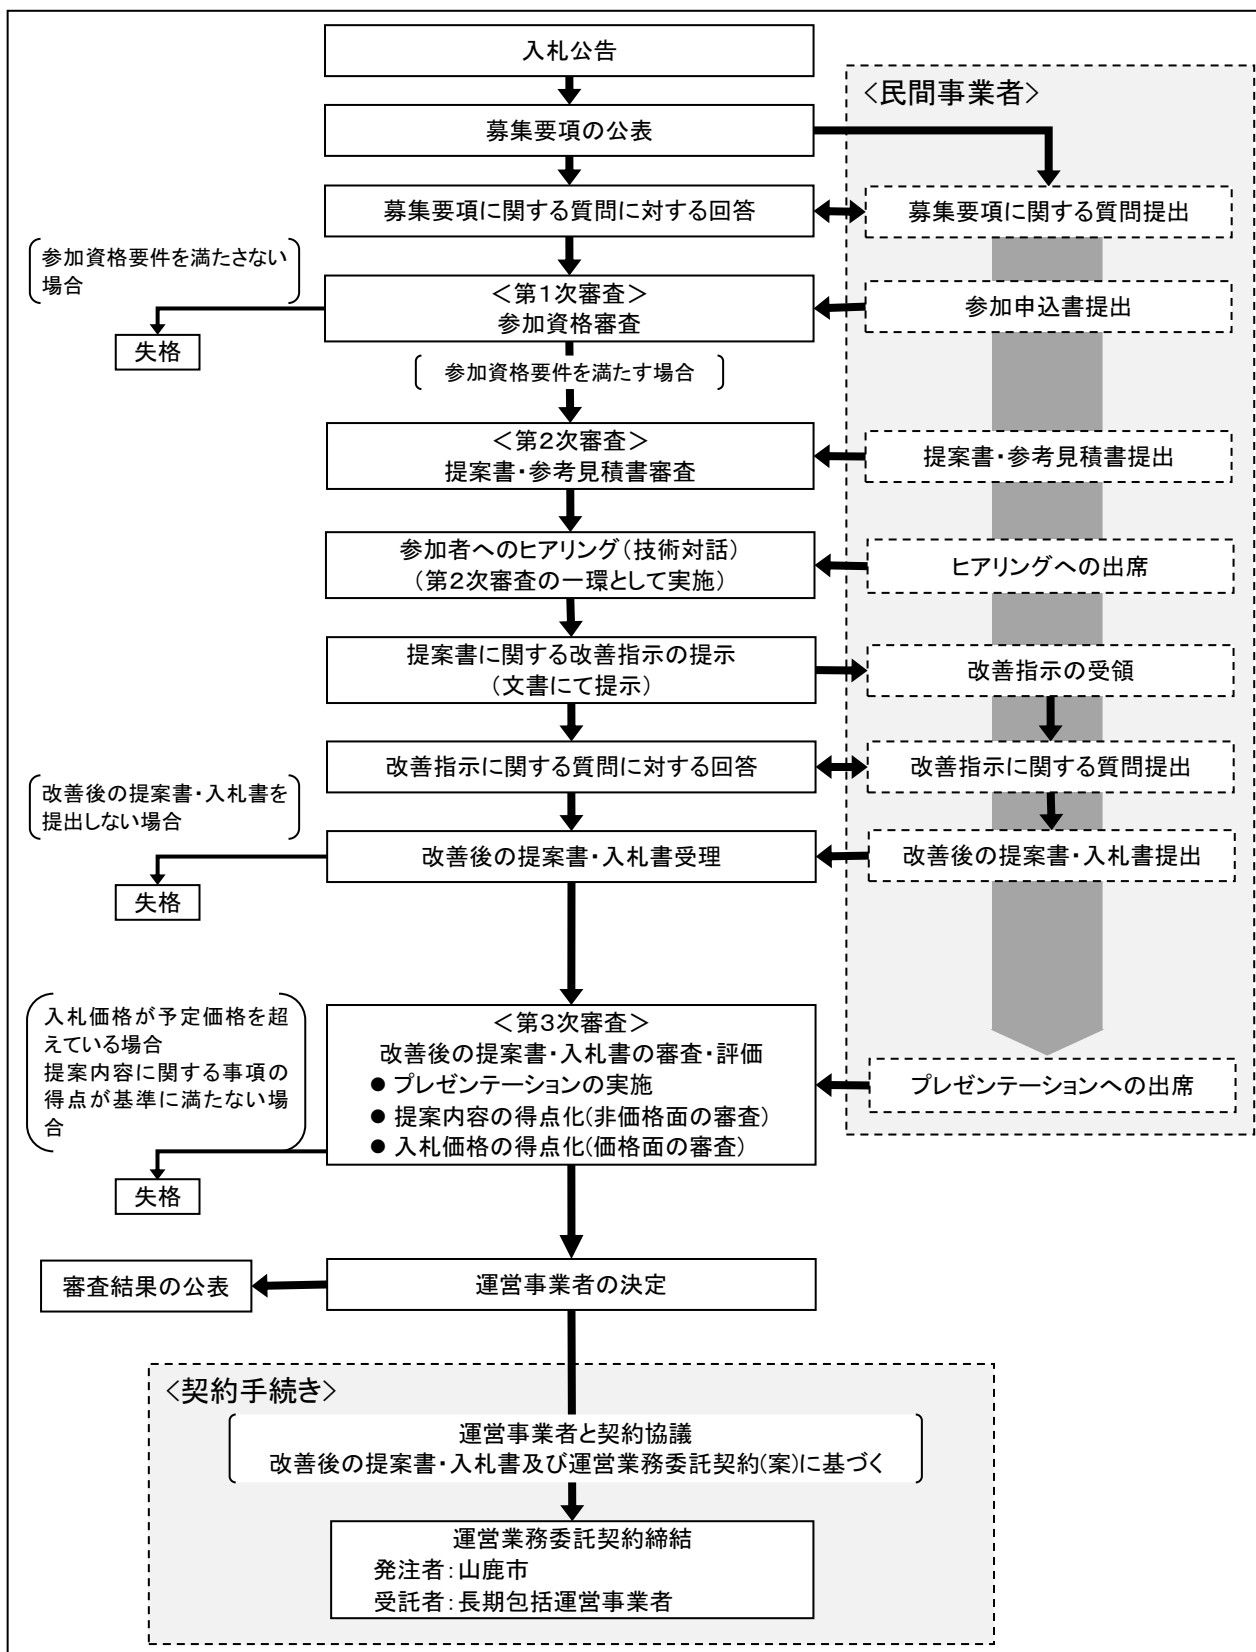 入札公告
<民間事業者>
募集要項の公表
募集要項に関する質問に対する回答
募集要項に関する質問提出
参加資格要件を満たさない
場合
<第1次審査>
参加資格審査
参加申込書提出
失格
参加資格要件を満たす場合
<第2次審査>
提案書・参考見積書審査
提案書・参考見積書提出
参加者へのヒアリング(技術対話)
(第2次審査の一環として実施)
ヒアリングへの出席
提案書に関する改善指示の提示
(文書にて提示)
改善指示の受領
改善指示に関する質問に対する回答
改善指示に関する質問提出
改善後の提案書・入札書を
提出しない場合
改善後の提案書・入札書受理
改善後の提案書・入札書提出
失格
入札価格が予定価格を超
えている場合
提案内容に関する事項の
得点が基準に満たない場
合
<第3次審査>
改善後の提案書・入札書の審査・評価
● プレゼンテーションの実施
● 提案内容の得点化(非価格面の審査)
● 入札価格の得点化(価格面の審査)
プレゼンテーションへの出席
失格
審査結果の公表
運営事業者の決定
<契約手続き>
運営事業者と契約協議
改善後の提案書・入札書及び運営業務委託契約(案)に基づく
運営業務委託契約締結
発注者:山鹿市
受託者:長期包括運営事業者